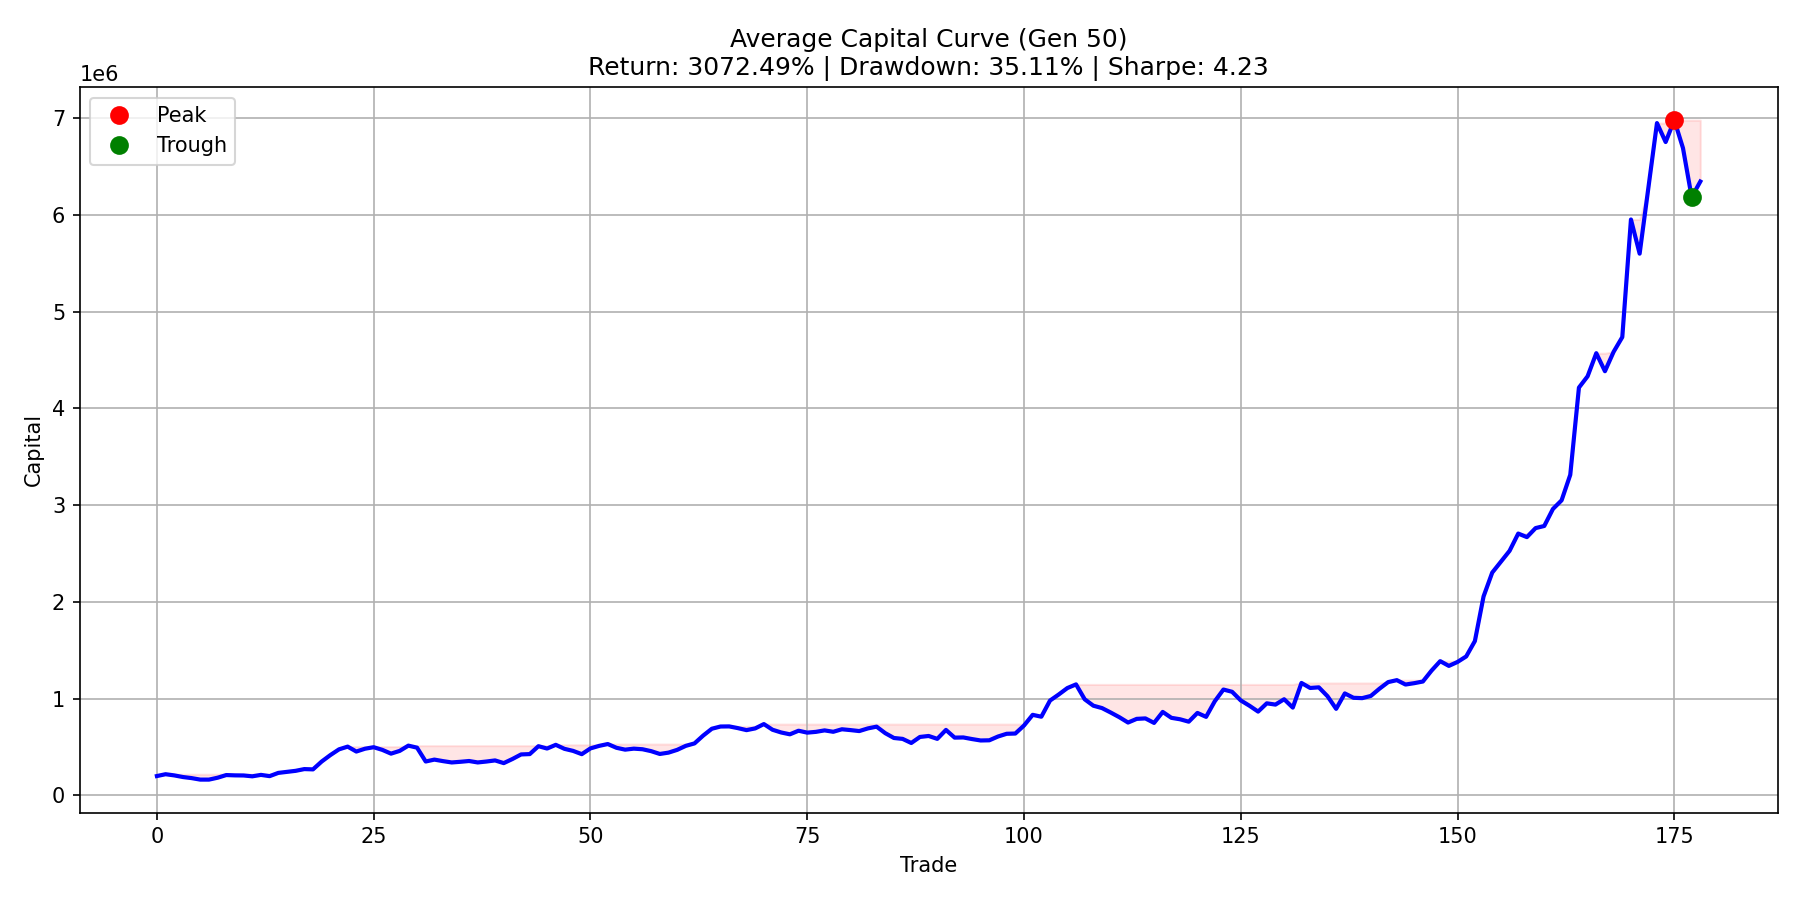 Average Capital Curve (Gen 50)
Return: 3072.49% | Drawdown: 35.11% | Sharpe: 4.23
1e6
Peak
Trough
7
6
5
4
3
2
1
0
Capital
0 25 50 75 100 125 150 175
Trade